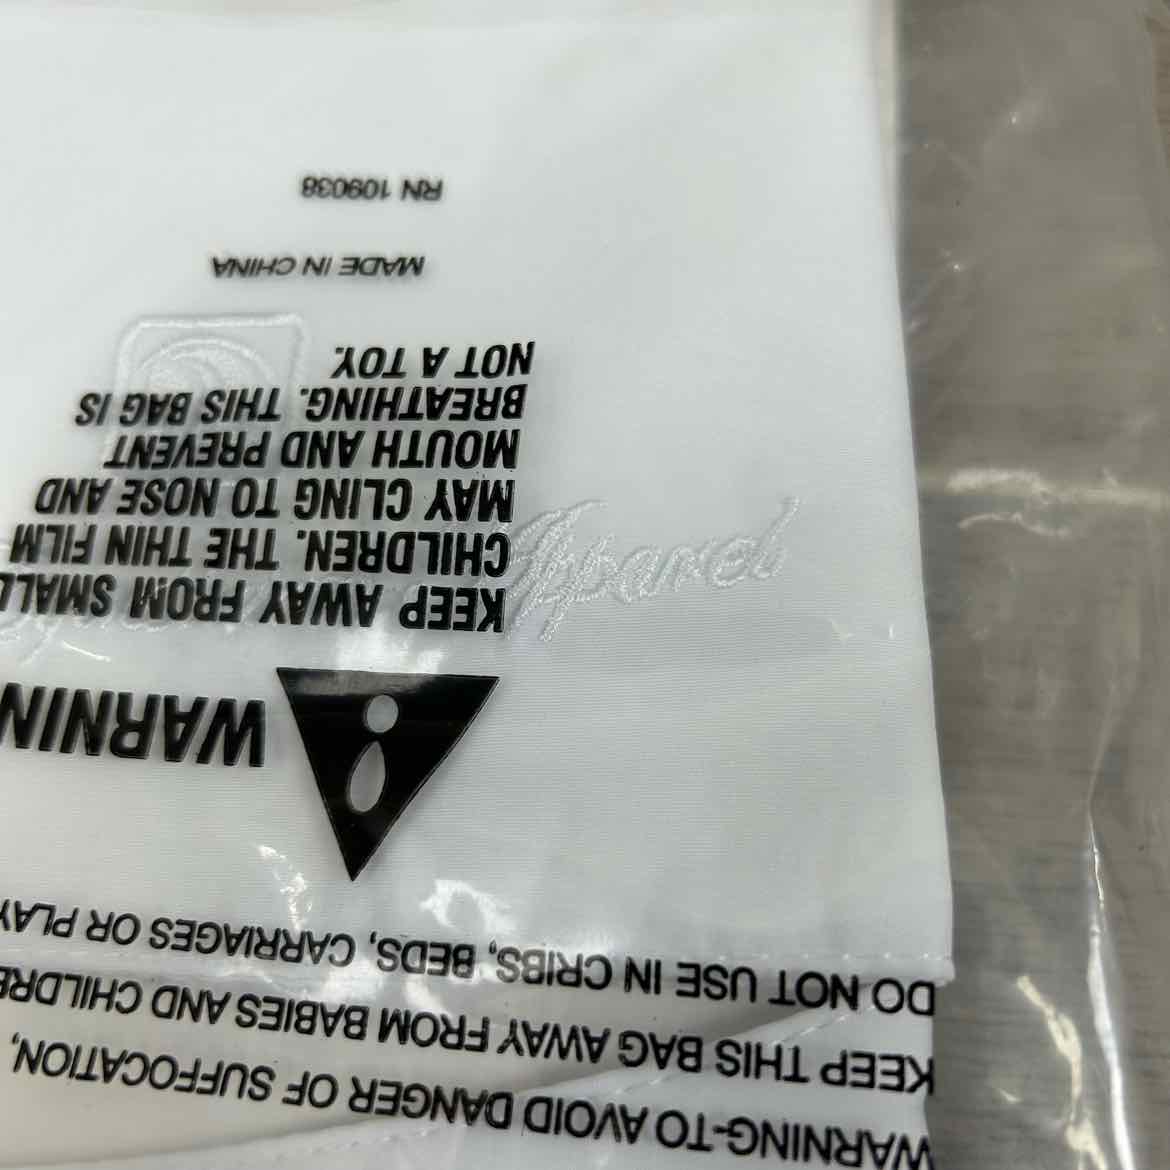 WARNING-TO AVOID DANGER OF SUFFOCATION,
KEEP THIS BAG AWAY FROM BABIES AND CHILDRE
DO NOT USE IN CRIBS, BEDS, CARRIAGES OR PLAY
WARNIN
KEEP AWAY FROM SMALL
CHILDREN. THE THIN FILM
MAY CLING TO NOSE AND
MOUTH AND PREVENT
BREATHING. THIS BAG IS
NOT A TOY.
MADE IN CHINA
RN 109038
Apparel